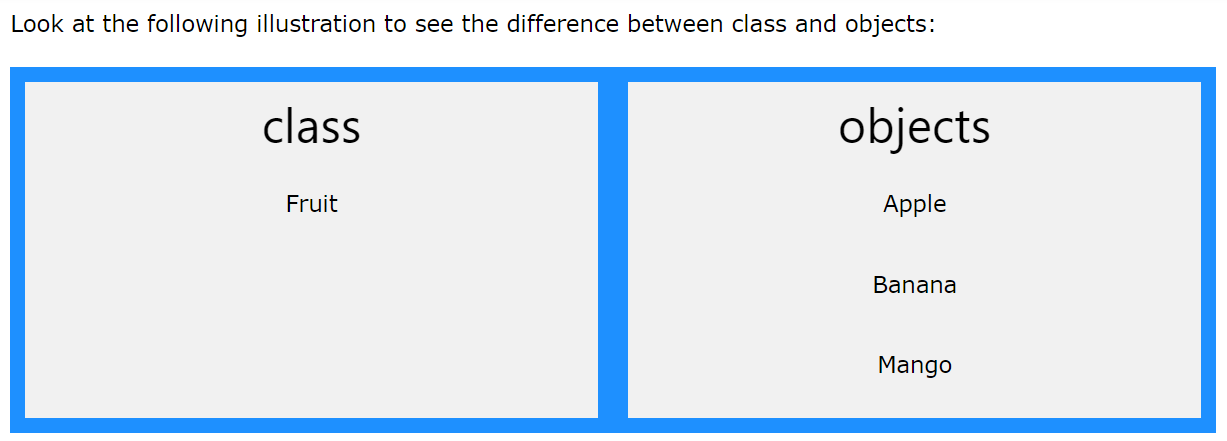 Look at the following illustration to see the difference between class and objects:
class
Fruit
objects
Apple
Banana
Mango